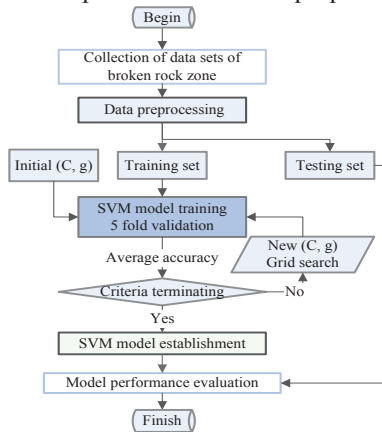 Begin
Collection of data sets of
broken rock zone
Data preprocessing
Initial (C, g)
Training set
Testing set
SVM model training
5 fold validation
New (C, g)
Grid search
Average accuracy
Criteria terminating
No
Yes
SVM model establishment
Model performance evaluation
Finish